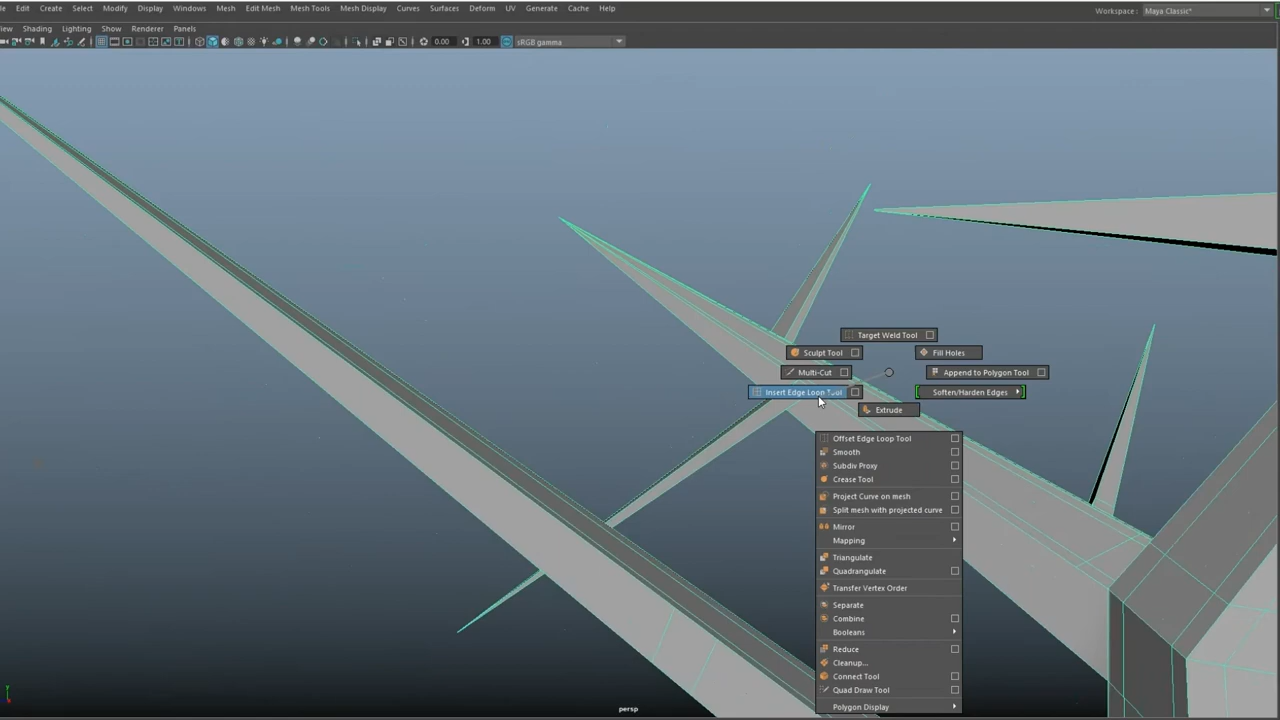 Edit Create Select Modify Display Windows Mesh Edit Mesh Mesh Tools Mesh Display Curves Surfaces Deform UV Generate Cache Help Workspace: Maya Classic*
Shading Lighting Show Renderer Panels
0.00 1.00 sRGB gamma
Target Weld Tool
Sculpt Tool Fill Holes
Multi-Cut Append to Polygon Tool
Insert Edge Loop Tool Soften/Harden Edges
Extrude
Offset Edge Loop Tool
Smooth
Subdiv Proxy
Crease Tool
Project Curve on mesh
Split mesh with projected curve
Mirror
Mapping
Triangulate
Quadrangulate
Transfer Vertex Order
Separate
Combine
Booleans
Reduce
Cleanup...
Connect Tool
Quad Draw Tool
Polygon Display
persp